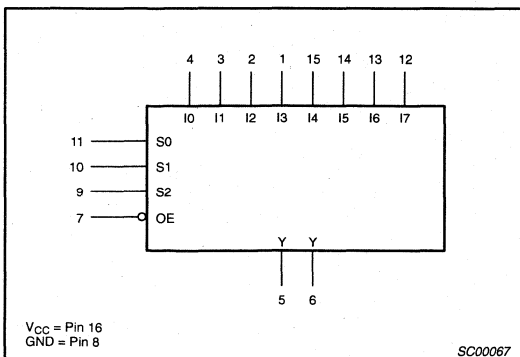 4 3 2 1 15 14 13 12
I0 I1 I2 I3 I4 I5 I6 I7
11 S0
10 S1
9 S2
7 OE
Y Y
5 6
VCC = Pin 16
GND = Pin 8
SC00067